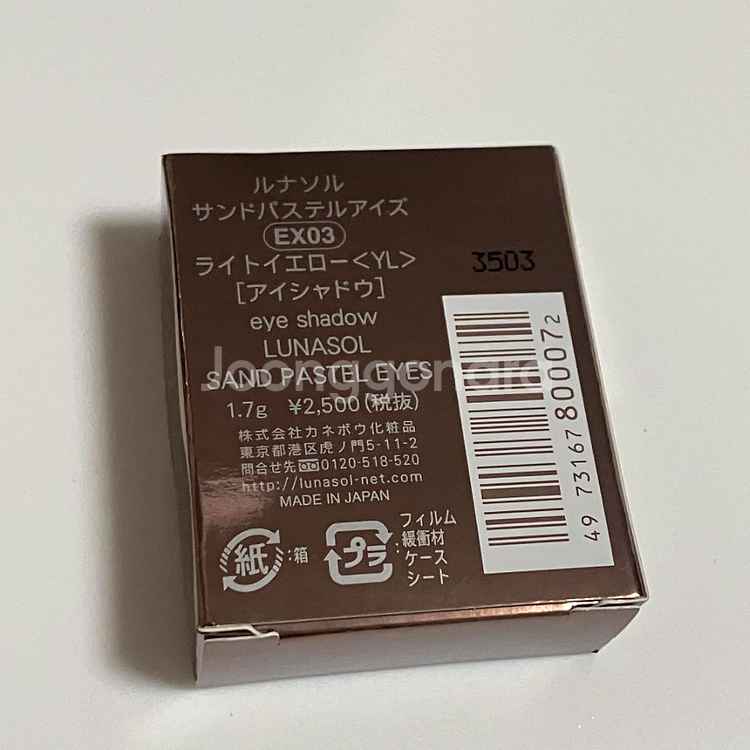 ルナソル
サンドパステルアイズ
EX03
ライトイエロー<YL>
[アイシャドウ]
eye shadow
LUNASOL
SAND PASTEL EYES
Joonggonara
1.7g ¥2,500(税抜)
株式会社カネボウ化粧品
東京都港区虎ノ門5-11-2
問合せ先 0120-518-520
http://lunasol-net.com
MADE IN JAPAN
紙 :箱
プラ
フィルム
緩衝材
:ケース
シート
3503
4973167800072